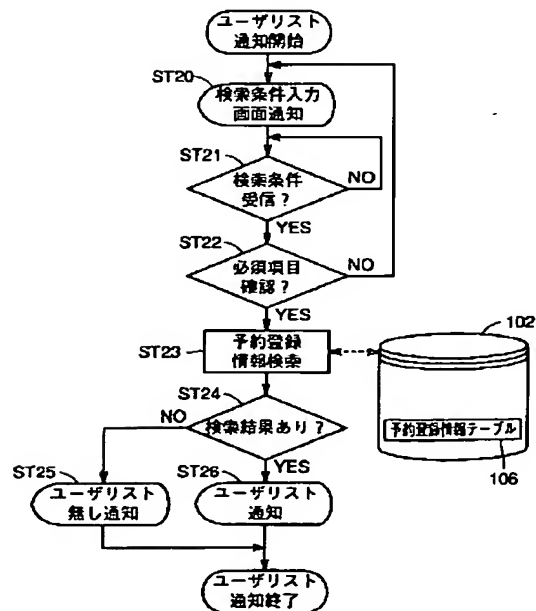 ユーザリスト
通知開始
ST20
検索条件入力
画面通知
ST21
検索条件
受信？
NO
YES
ST22
必須項目
確認？
NO
YES
ST23
予約登録
情報検索
102
予約登録情報テーブル
106
ST24
検索結果あり？
NO
YES
ST25
ユーザリスト
無し通知
ST26
ユーザリスト
通知
ユーザリスト
通知終了